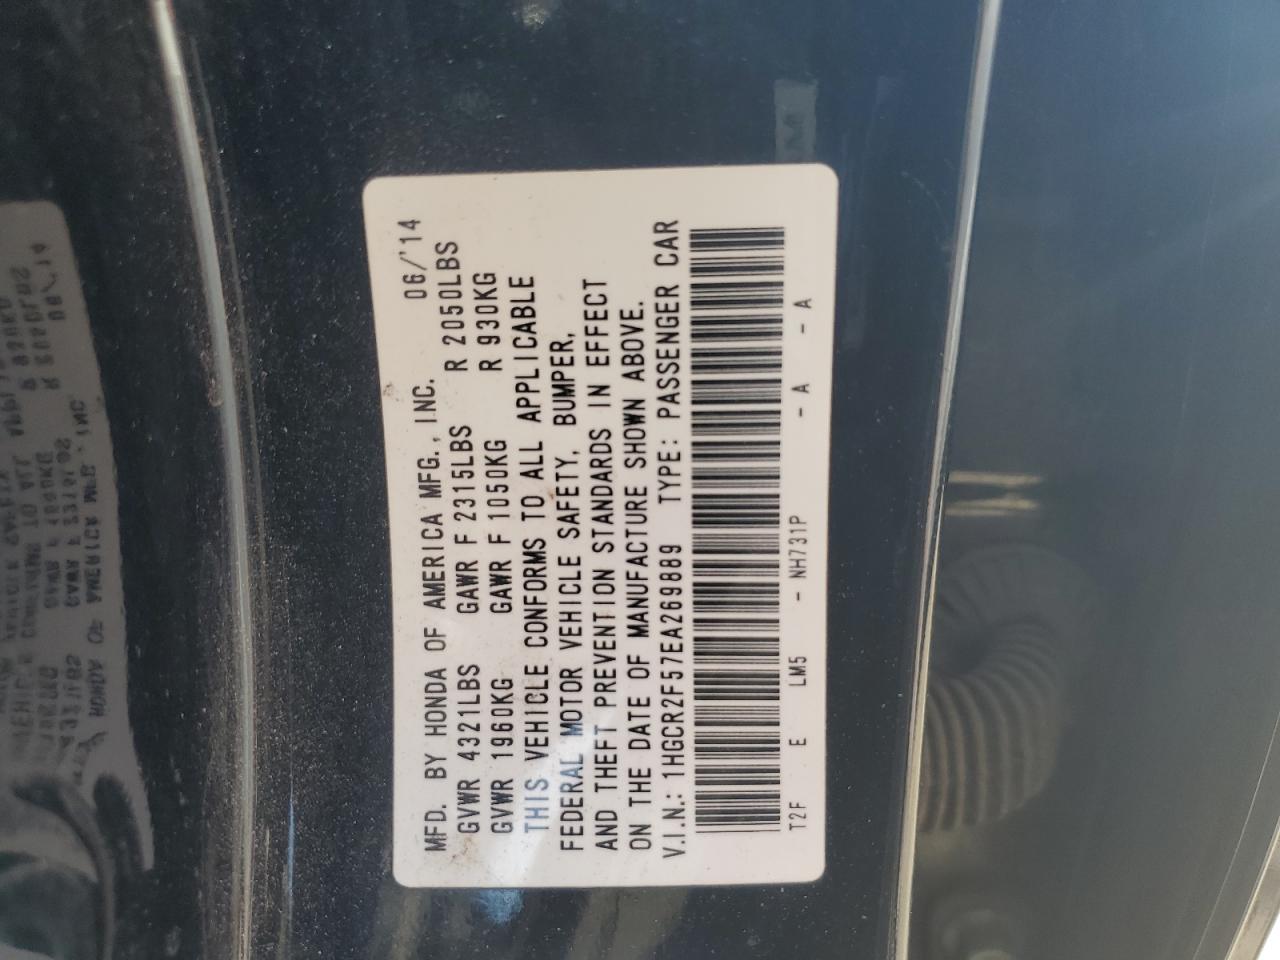 MFD. BY HONDA OF AMERICA MFG., INC. 06/'14
GVWR 4321LBS GAWR F 2315LBS R 2050LBS
GVWR 1960KG GAWR F 1050KG R 930KG
THIS VEHICLE CONFORMS TO ALL APPLICABLE
FEDERAL MOTOR VEHICLE SAFETY, BUMPER,
AND THEFT PREVENTION STANDARDS IN EFFECT
ON THE DATE OF MANUFACTURE SHOWN ABOVE.
V.I.N.: 1HGCR2F57EA269889 TYPE: PASSENGER CAR
T2F E LM5 - NH731P - A - A